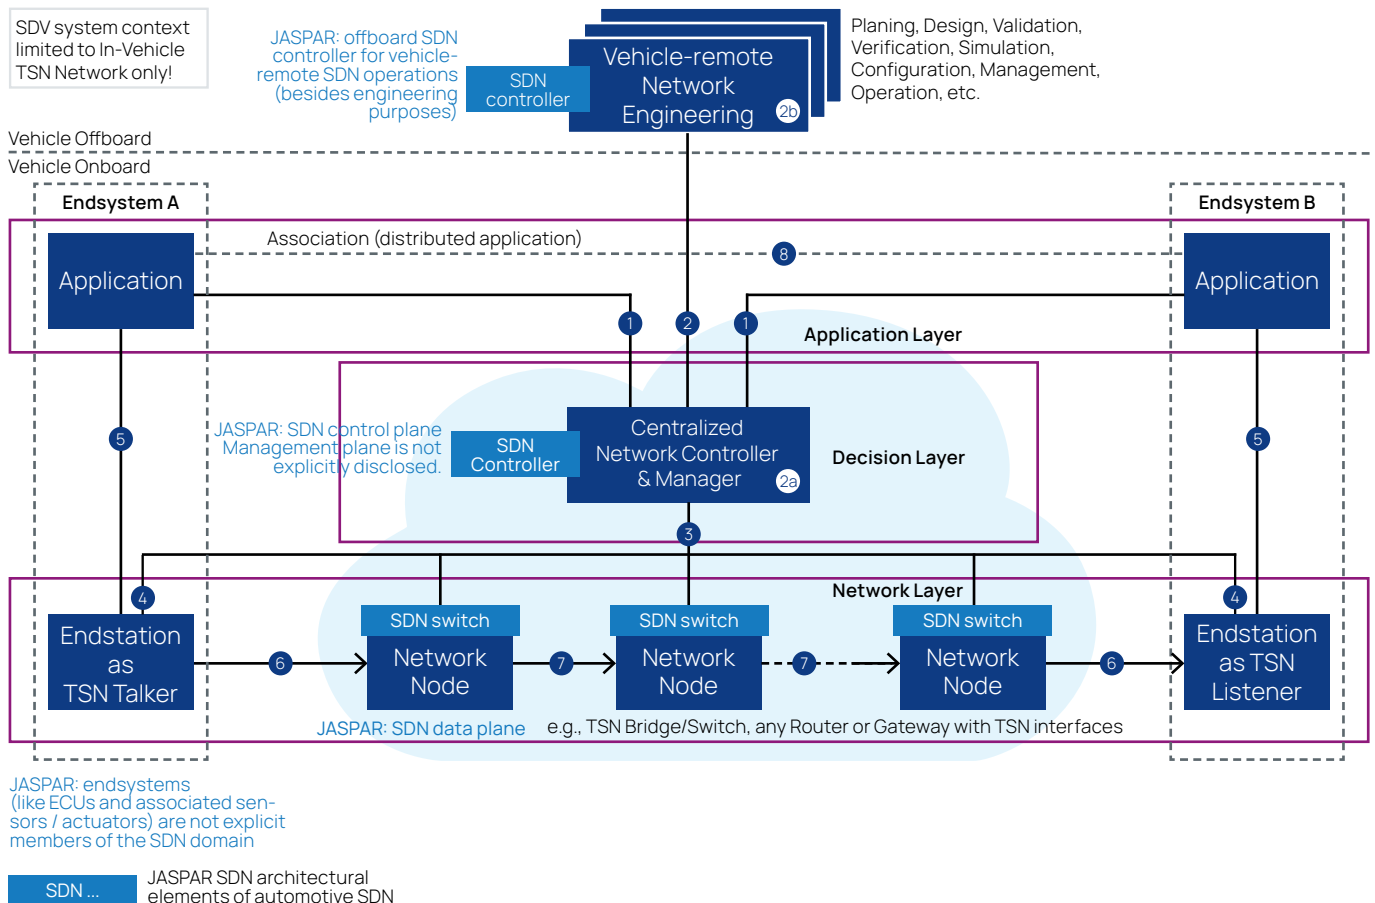 SDV system context
limited to In-Vehicle
TSN Network only!
JASPAR: offboard SDN
controller for vehicle-
remote SDN operations
(besides engineering
purposes)
SDN
controller
Vehicle-remote
Network
Engineering
2b
Planing, Design, Validation,
Verification, Simulation,
Configuration, Management,
Operation, etc.
Vehicle Offboard
Vehicle Onboard
Endsystem A
Endsystem B
Association (distributed application)
8
Application
Application
1
2
1
Application Layer
JASPAR: SDN control plane
Management plane is not
explicitly disclosed.
SDN
Controller
Centralized
Network Controller
& Manager
2a
Decision Layer
5
5
3
4
4
Network Layer
SDN switch
SDN switch
SDN switch
Endstation
as
TSN Talker
6
Network
Node
7
Network
Node
7
Network
Node
6
Endstation
as TSN
Listener
JASPAR: SDN data plane
e.g., TSN Bridge/Switch, any Router or Gateway with TSN interfaces
JASPAR: endsystems
(like ECUs and associated sen-
sors / actuators) are not explicit
members of the SDN domain
SDN ...
JASPAR SDN architectural
elements of automotive SDN